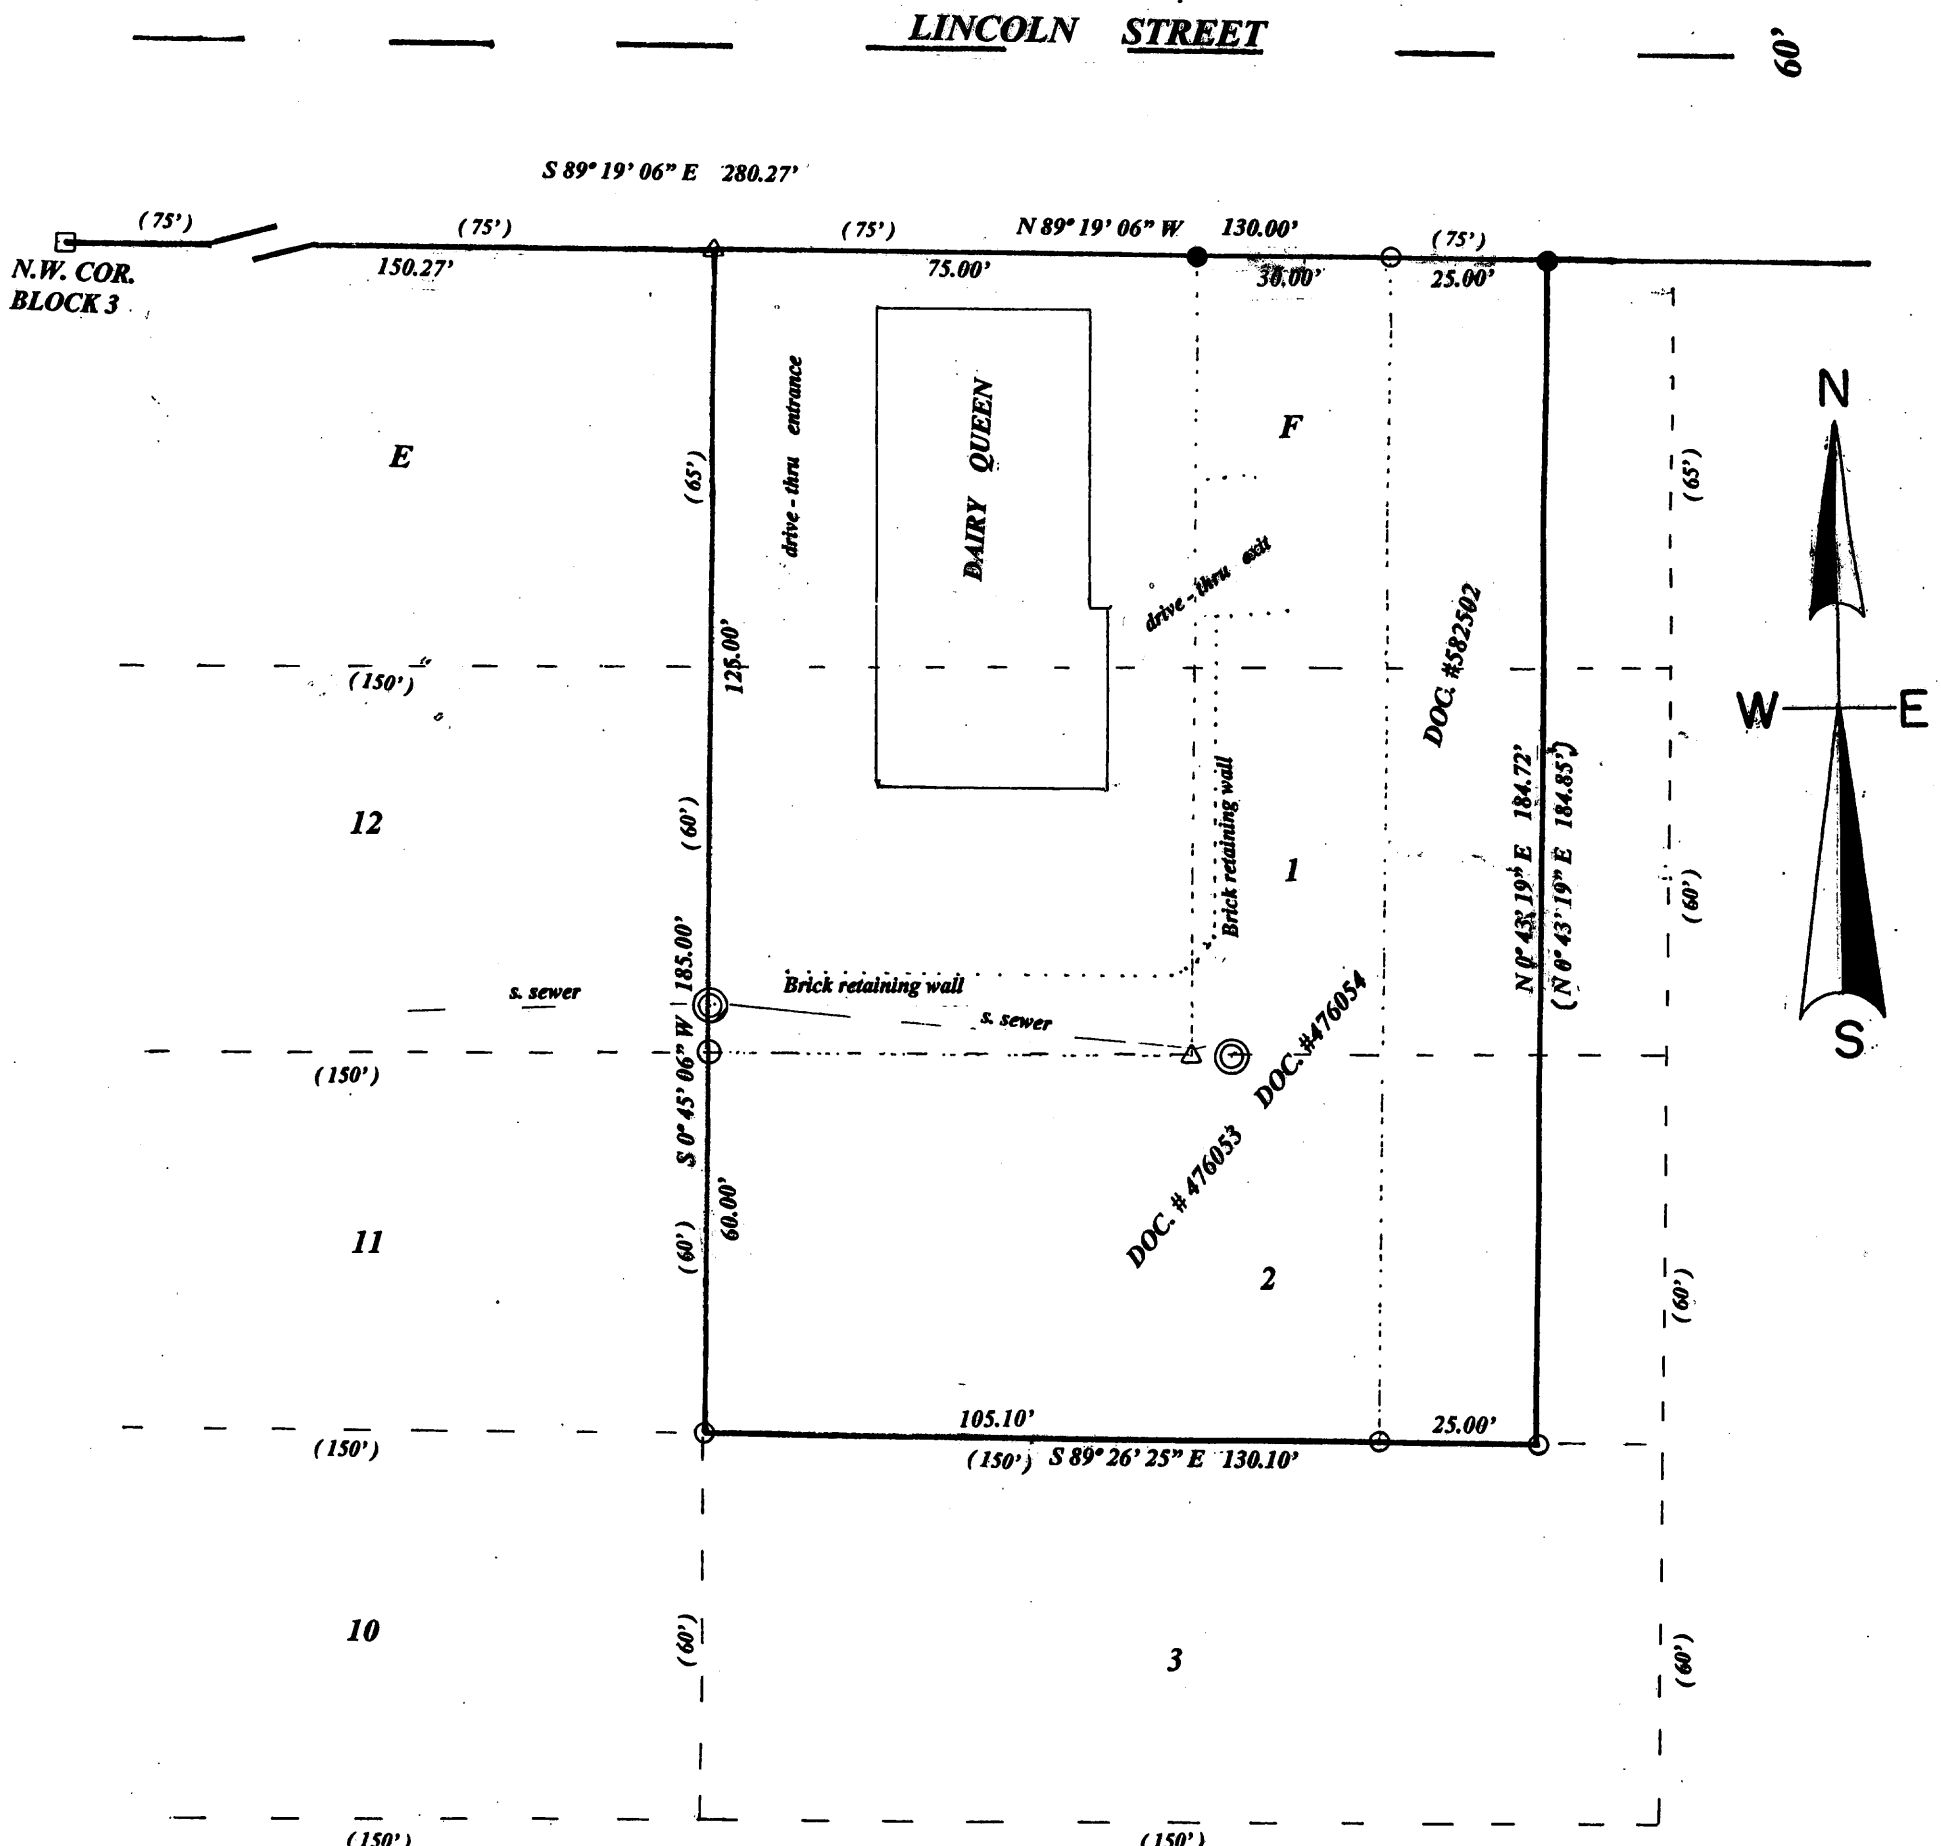 LINCOLN STREET
60'
S 89° 19' 06" E 280.27'
(75')
(75')
(75')
N 89° 19' 06" W 130.00'
(75')
N.W. COR.
BLOCK 3
150.27'
75.00'
30.00'
25.00'
E
(65')
drive - thru entrance
DAIRY QUEEN
F
(65')
N
drive - thru exit
(150')
125.00'
DOC. #582502
W E
S
12
(60')
Brick retaining wall
1
N 0° 43' 19" E 184.72'
(N 0° 43' 19" E 184.85')
(60')
s. sewer
S 0° 45' 06" W 185.00'
Brick retaining wall
s. sewer
DOC. #476054
(150')
DOC. # 476053
11
(60')
60.00'
2
(60')
105.10'
25.00'
(150')
(150') S 89° 26' 25" E 130.10'
10
(60')
3
(60')
(150')
(150')